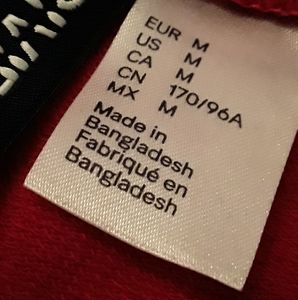 EUR M
US M
CA M
CN 170/96A
MX M
Made in
Bangladesh
Fabriqué en
Bangladesh